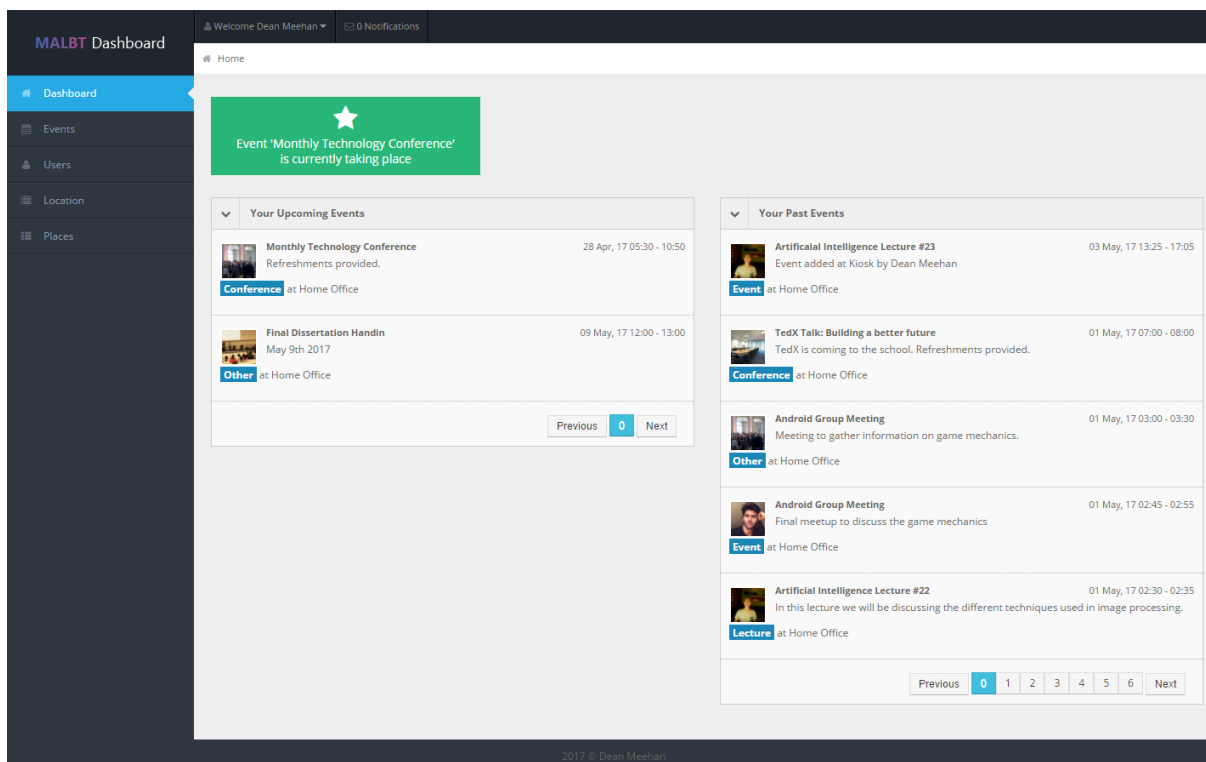 MALBT Dashboard
Welcome Dean Meehan
0 Notifications
Home
Dashboard
Events
Users
Location
Places
Event 'Monthly Technology Conference'
is currently taking place
Your Upcoming Events
Monthly Technology Conference 28 Apr, 17 05:30 - 10:50
Refreshments provided.
Conference at Home Office
Final Dissertation Handin 09 May, 17 12:00 - 13:00
May 9th 2017
Other at Home Office
Previous 0 Next
Your Past Events
Artificaial Intelligence Lecture #23 03 May, 17 13:25 - 17:05
Event added at Kiosk by Dean Meehan
Event at Home Office
TedX Talk: Building a better future 01 May, 17 07:00 - 08:00
TedX is coming to the school. Refreshments provided.
Conference at Home Office
Android Group Meeting 01 May, 17 03:00 - 03:30
Meeting to gather information on game mechanics.
Other at Home Office
Android Group Meeting 01 May, 17 02:45 - 02:55
Final meetup to discuss the game mechanics
Event at Home Office
Artificial Intelligence Lecture #22 01 May, 17 02:30 - 02:35
In this lecture we will be discussing the different techniques used in image processing.
Lecture at Home Office
Previous 0 1 2 3 4 5 6 Next
2017 © Dean Meehan